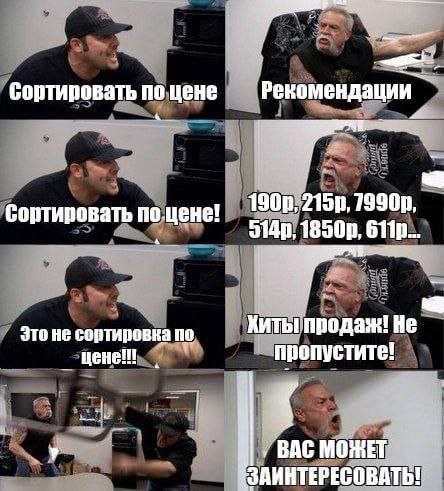 Сортировать по цене
Рекомендации
Сортировать по цене!
190р, 215р, 7990р,
514р, 1850р, 611р...
Это не сортировка по
цене!!!
Хиты продаж! Не
пропустите!
ВАС МОЖЕТ
ЗАИНТЕРЕСОВАТЬ!